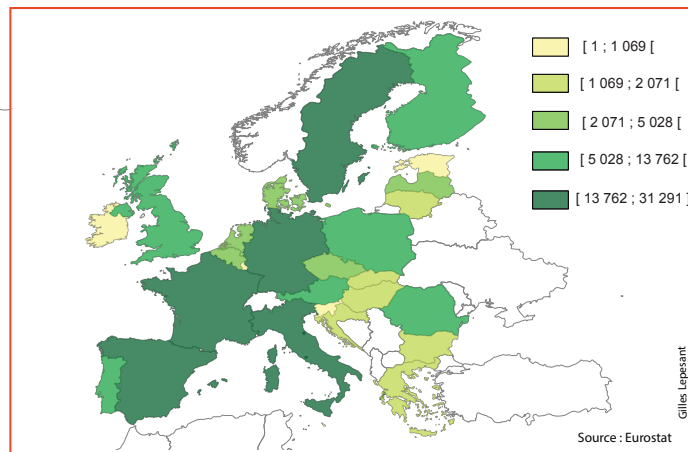 [ 1 ; 1 069 [
[ 1 069 ; 2 071 [
[ 2 071 ; 5 028 [
[ 5 028 ; 13 762 [
[ 13 762 ; 31 291 ]
Gilles Lepesant
Source : Eurostat